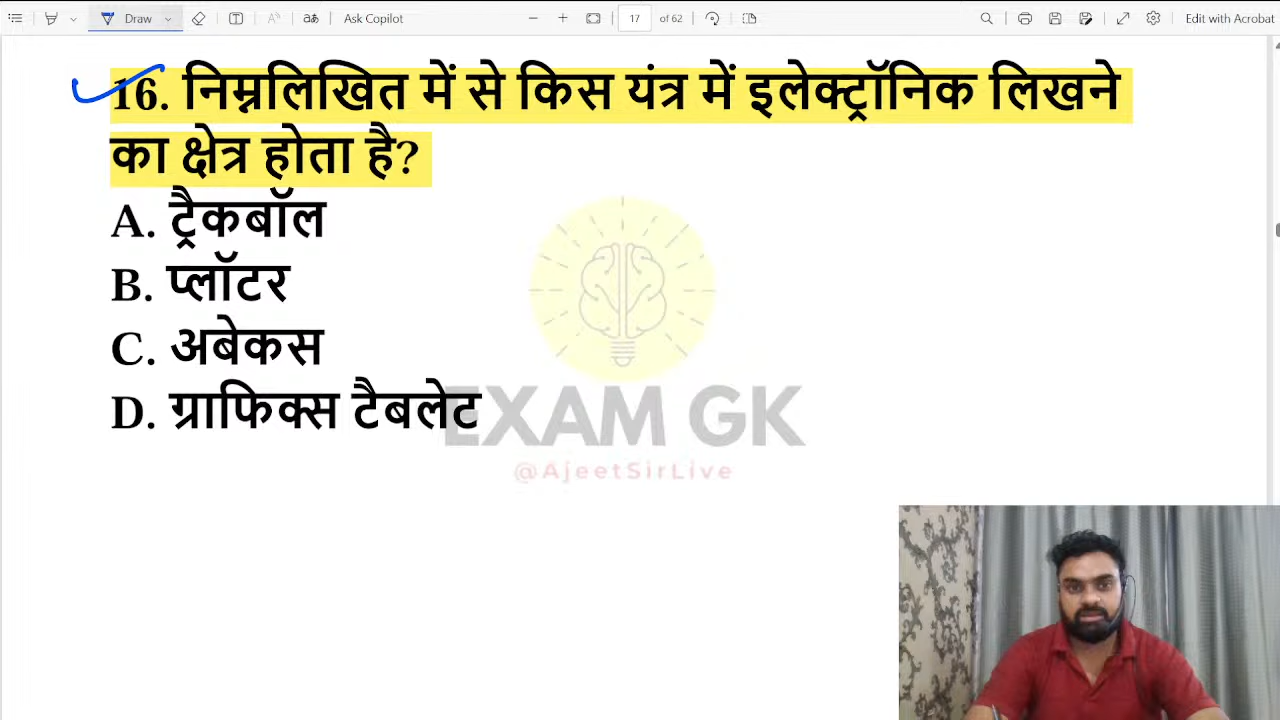 Draw
Ask Copilot
17 of 62
Edit with Acrobat
16. निम्नलिखित में से किस यंत्र में इलेक्ट्रॉनिक लिखने
का क्षेत्र होता है?
A. ट्रैकबॉल
B. प्लॉटर
C. अबेकस
D. ग्राफिक्स टैबलेट
EXAM GK
@AjeetSirLive